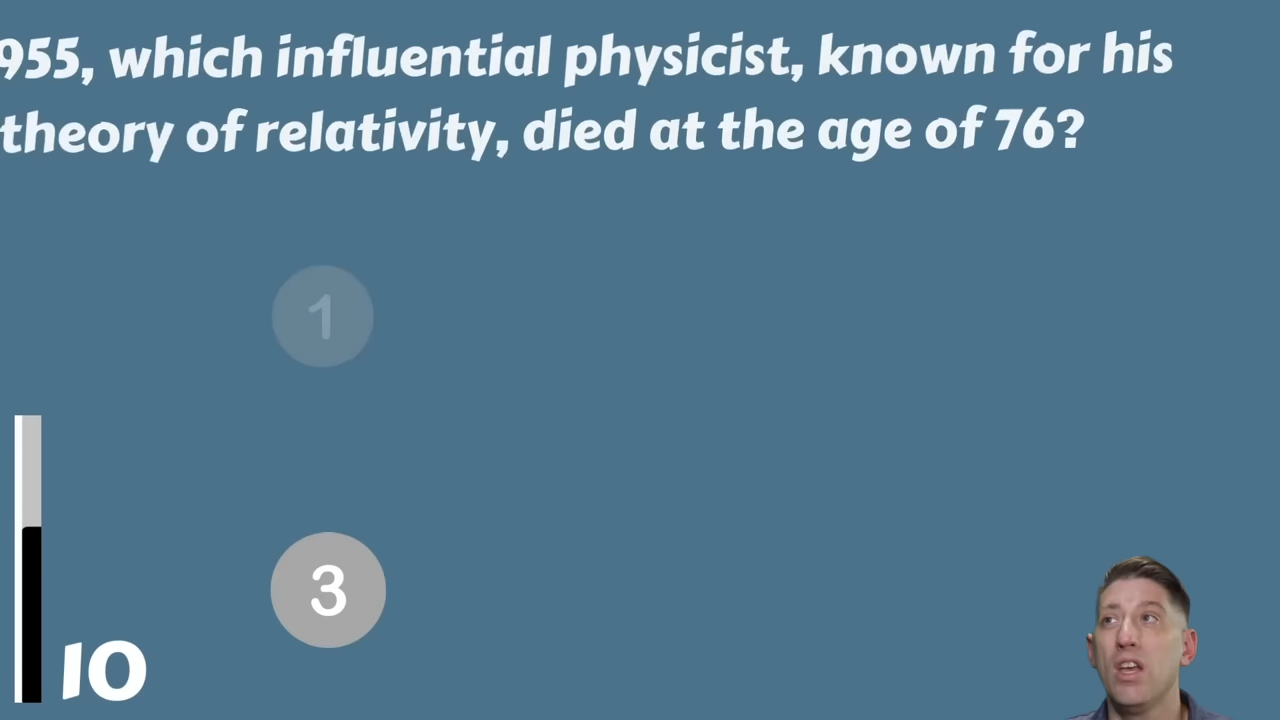 955, which influential physicist, known for his
theory of relativity, died at the age of 76?
1
3
10